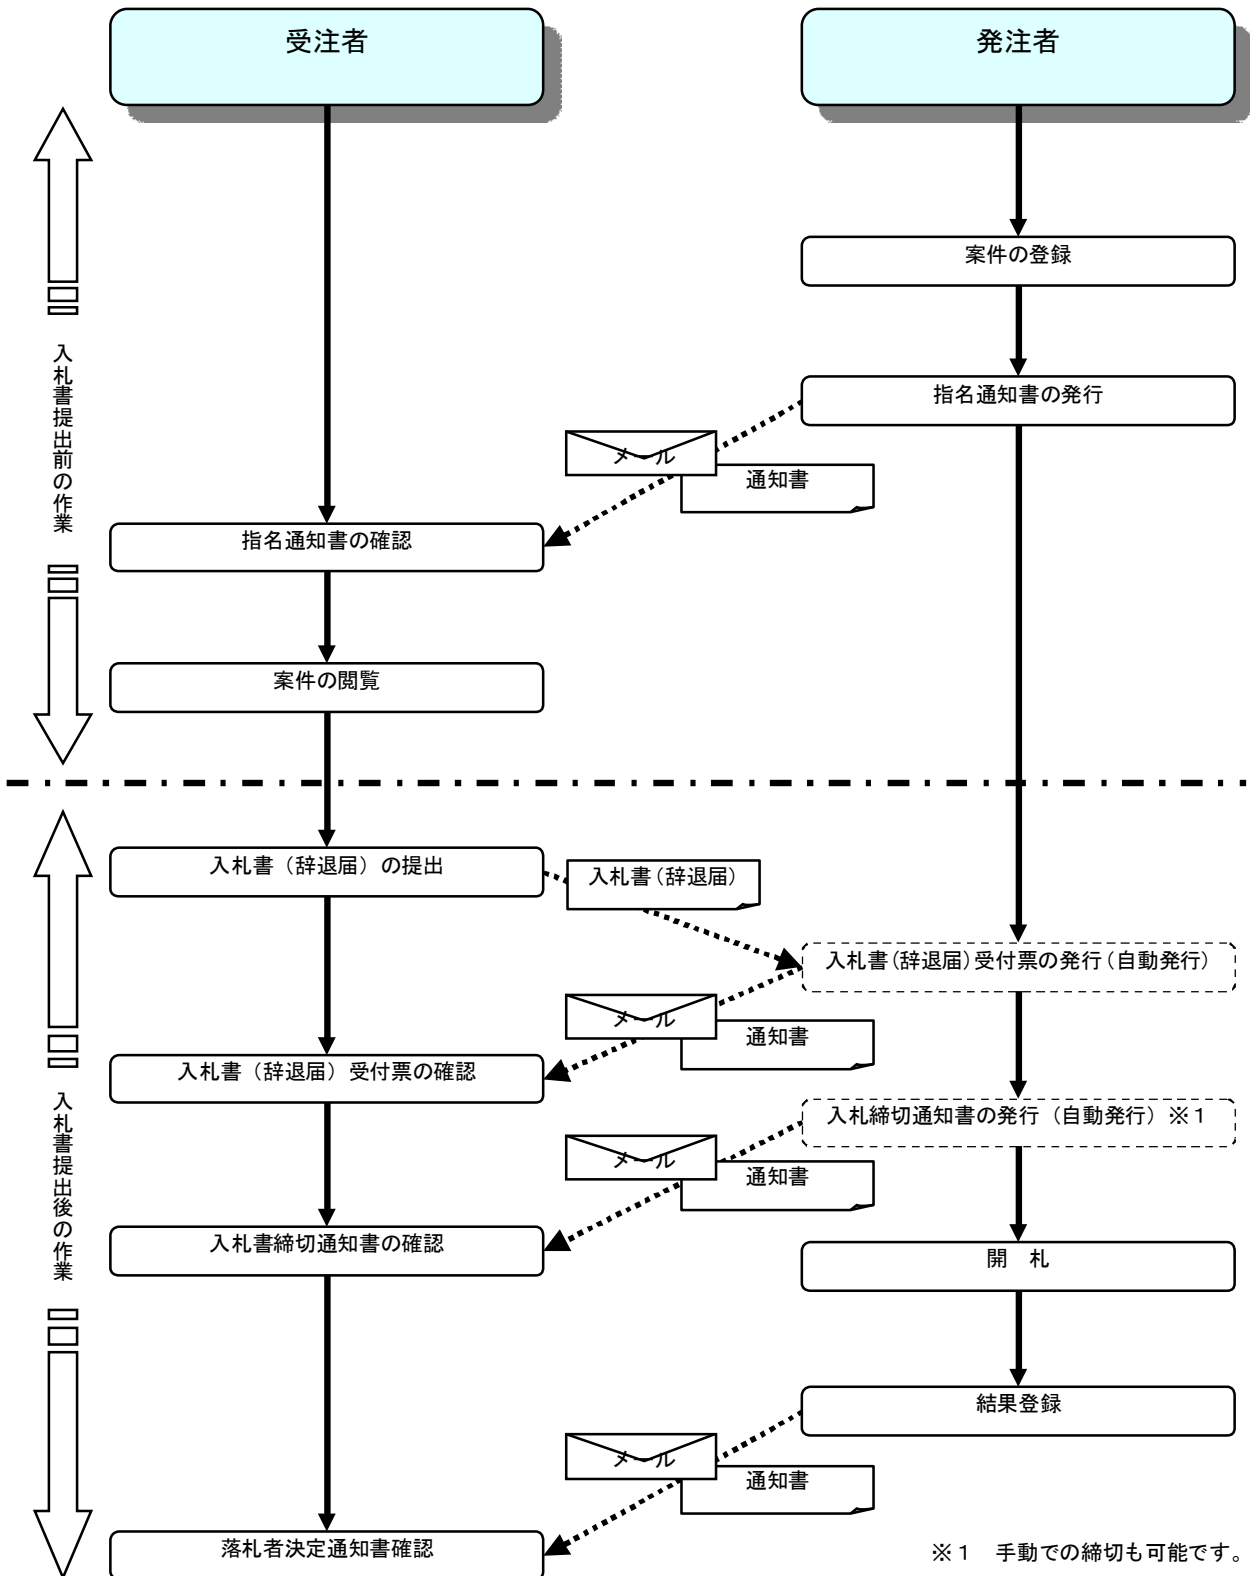 受注者
発注者
案件の登録
指名通知書の発行
メール
通知書
指名通知書の確認
案件の閲覧
入札書提出前の作業
入札書（辞退届）の提出
入札書（辞退届）
入札書（辞退届）受付票の発行（自動発行）
メール
通知書
入札書（辞退届）受付票の確認
入札締切通知書の発行（自動発行）※１
メール
通知書
入札書締切通知書の確認
開　札
結果登録
メール
通知書
落札者決定通知書確認
入札書提出後の作業
※１　手動での締切も可能です。